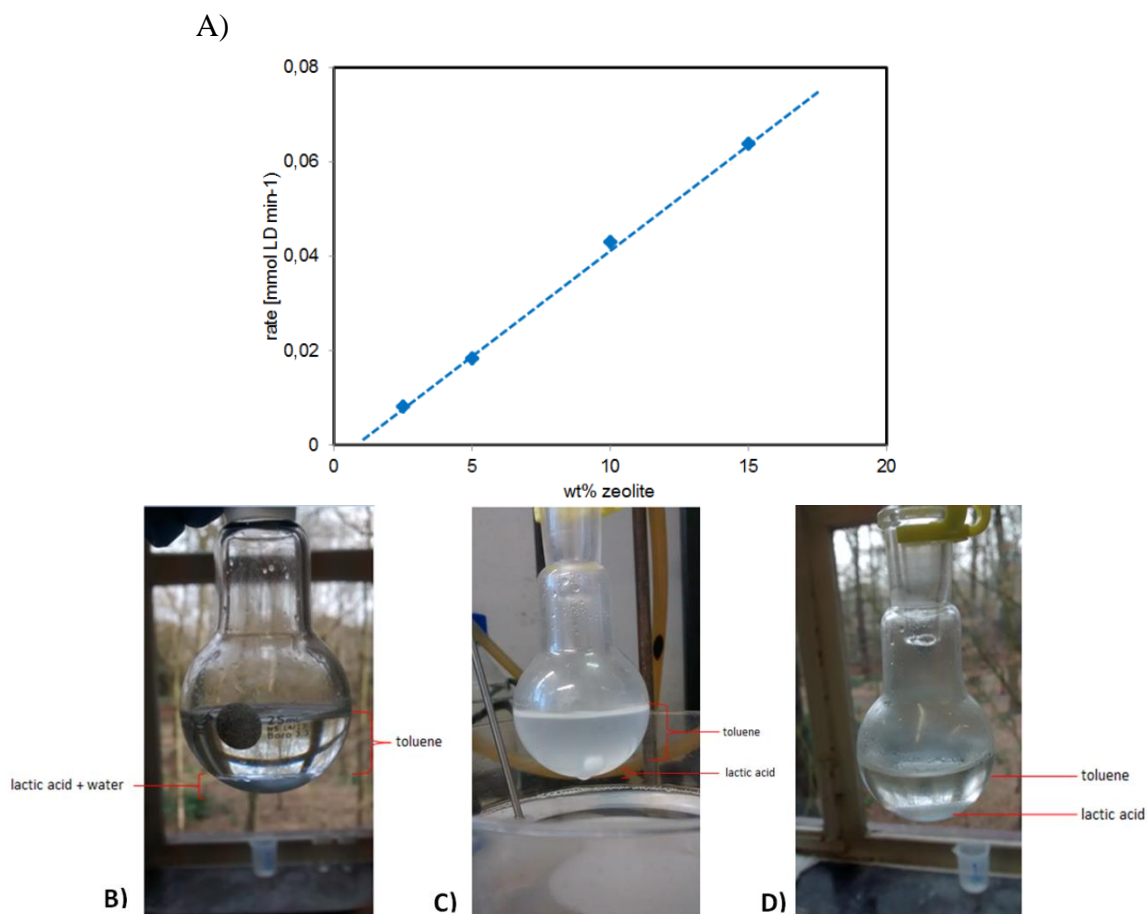 A)
0,08
0,06
0,04
0,02
0
rate [mmol LD min-1)
0 5 10 15 20
wt% zeolite
toluene
lactic acid + water
B)
toluene
lactic acid
C)
toluene
lactic acid
D)